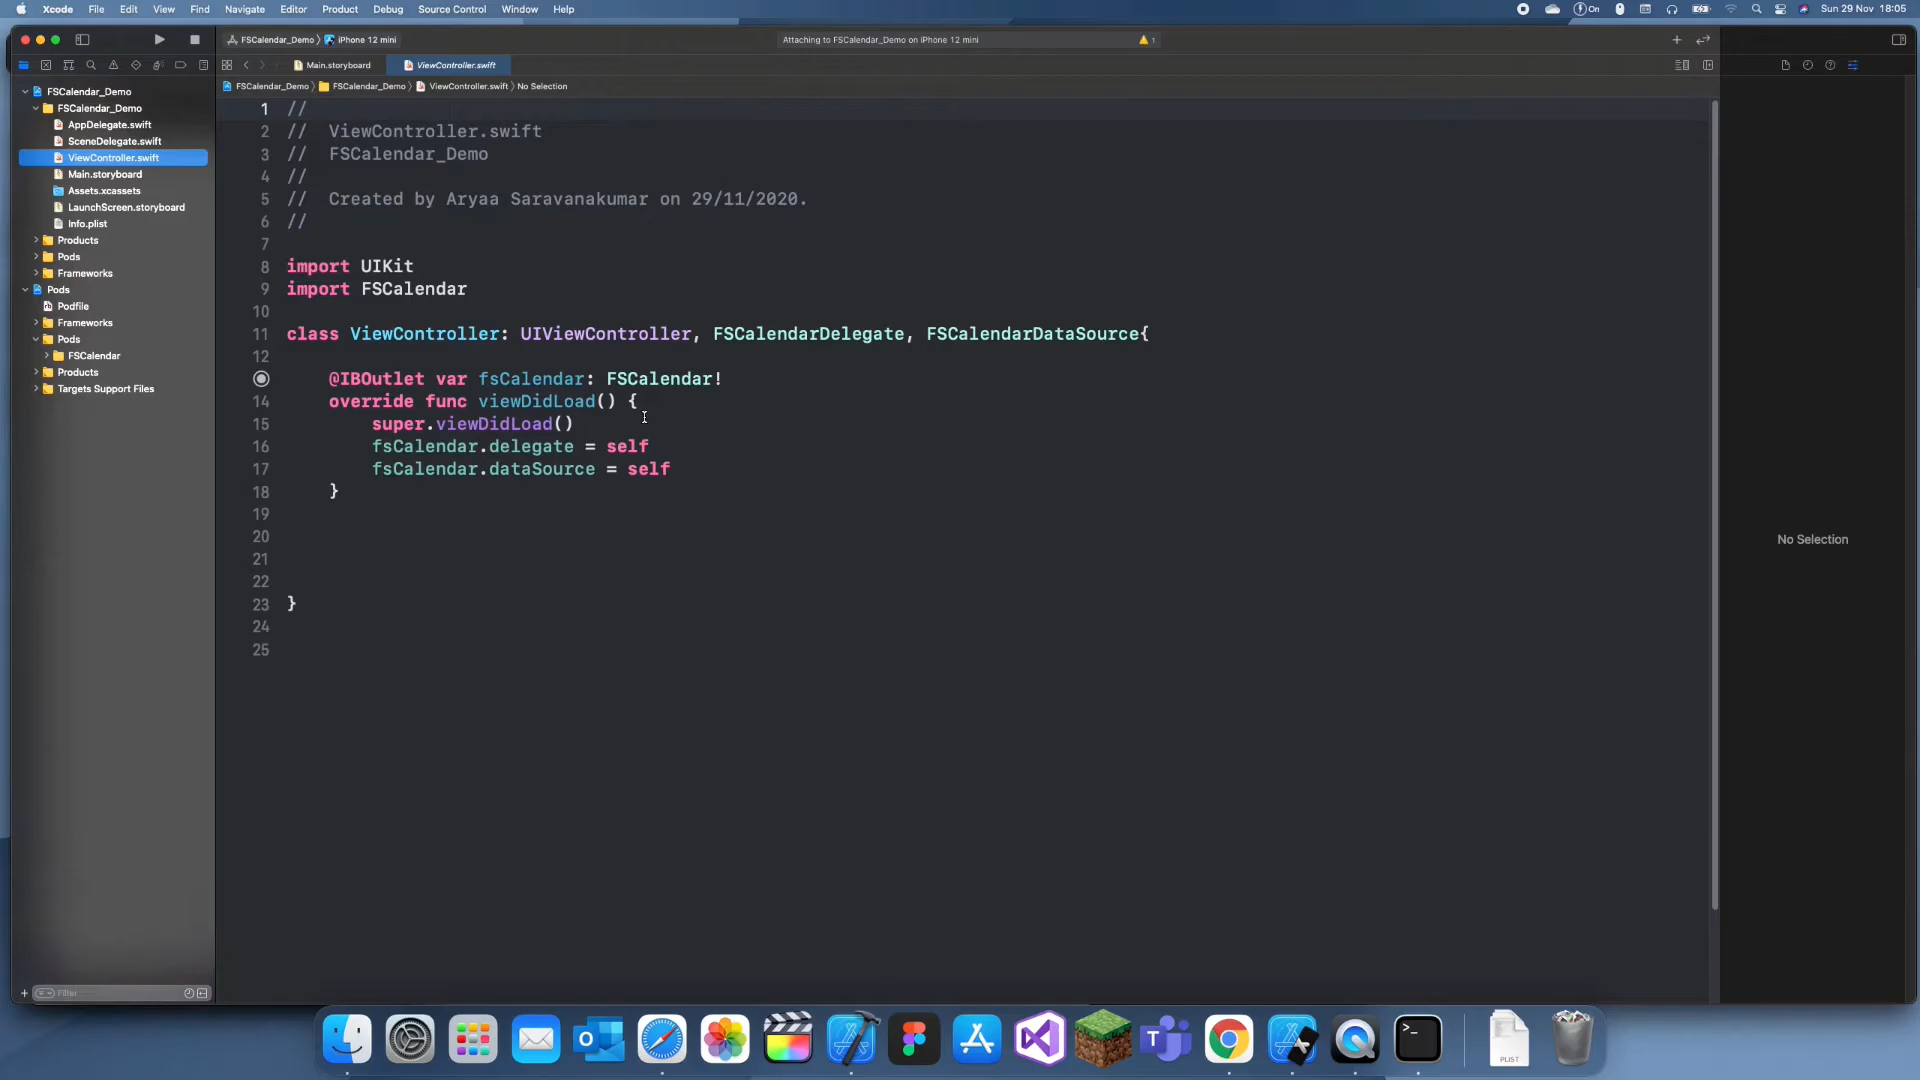 Xcode File Edit View Find Navigate Editor Product Debug Source Control Window Help
On Sun 29 Nov 18:05
FSCalendar_Demo iPhone 12 mini
Attaching to FSCalendar_Demo on iPhone 12 mini 1
Main.storyboard ViewController.swift
FSCalendar_Demo FSCalendar_Demo ViewController.swift No Selection
FSCalendar_Demo
FSCalendar_Demo
AppDelegate.swift
SceneDelegate.swift
ViewController.swift
Main.storyboard
Assets.xcassets
LaunchScreen.storyboard
Info.plist
Products
Pods
Frameworks
Pods
Podfile
Frameworks
Pods
FSCalendar
Products
Targets Support Files
Filter
1 //
2 //  ViewController.swift
3 //  FSCalendar_Demo
4 //
5 //  Created by Aryaa Saravanakumar on 29/11/2020.
6 //
7
8 import UIKit
9 import FSCalendar
10
11 class ViewController: UIViewController, FSCalendarDelegate, FSCalendarDataSource{
12
@IBOutlet var fsCalendar: FSCalendar!
14 override func viewDidLoad() {
15 super.viewDidLoad()
16 fsCalendar.delegate = self
17 fsCalendar.dataSource = self
18 }
19
20
21
22
23 }
24
25
No Selection
PLIST